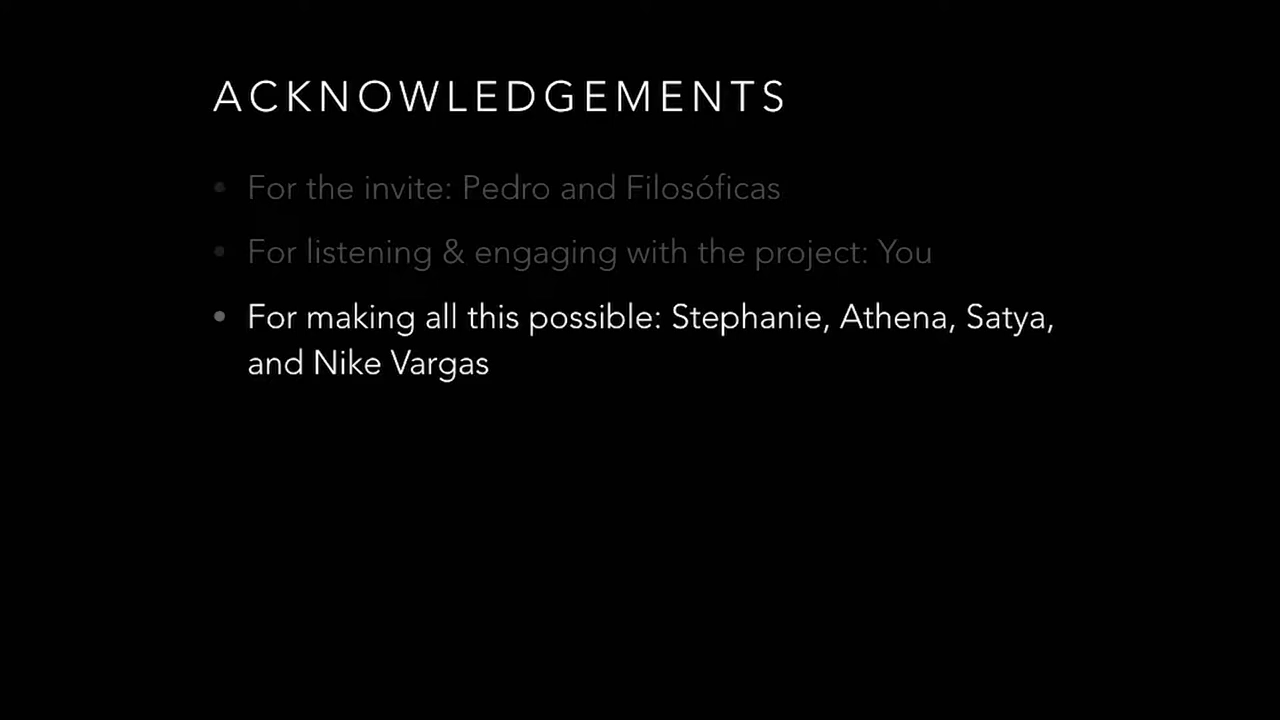 ACKNOWLEDGEMENTS
• For the invite: Pedro and Filosóficas
• For listening & engaging with the project: You
• For making all this possible: Stephanie, Athena, Satya,
and Nike Vargas